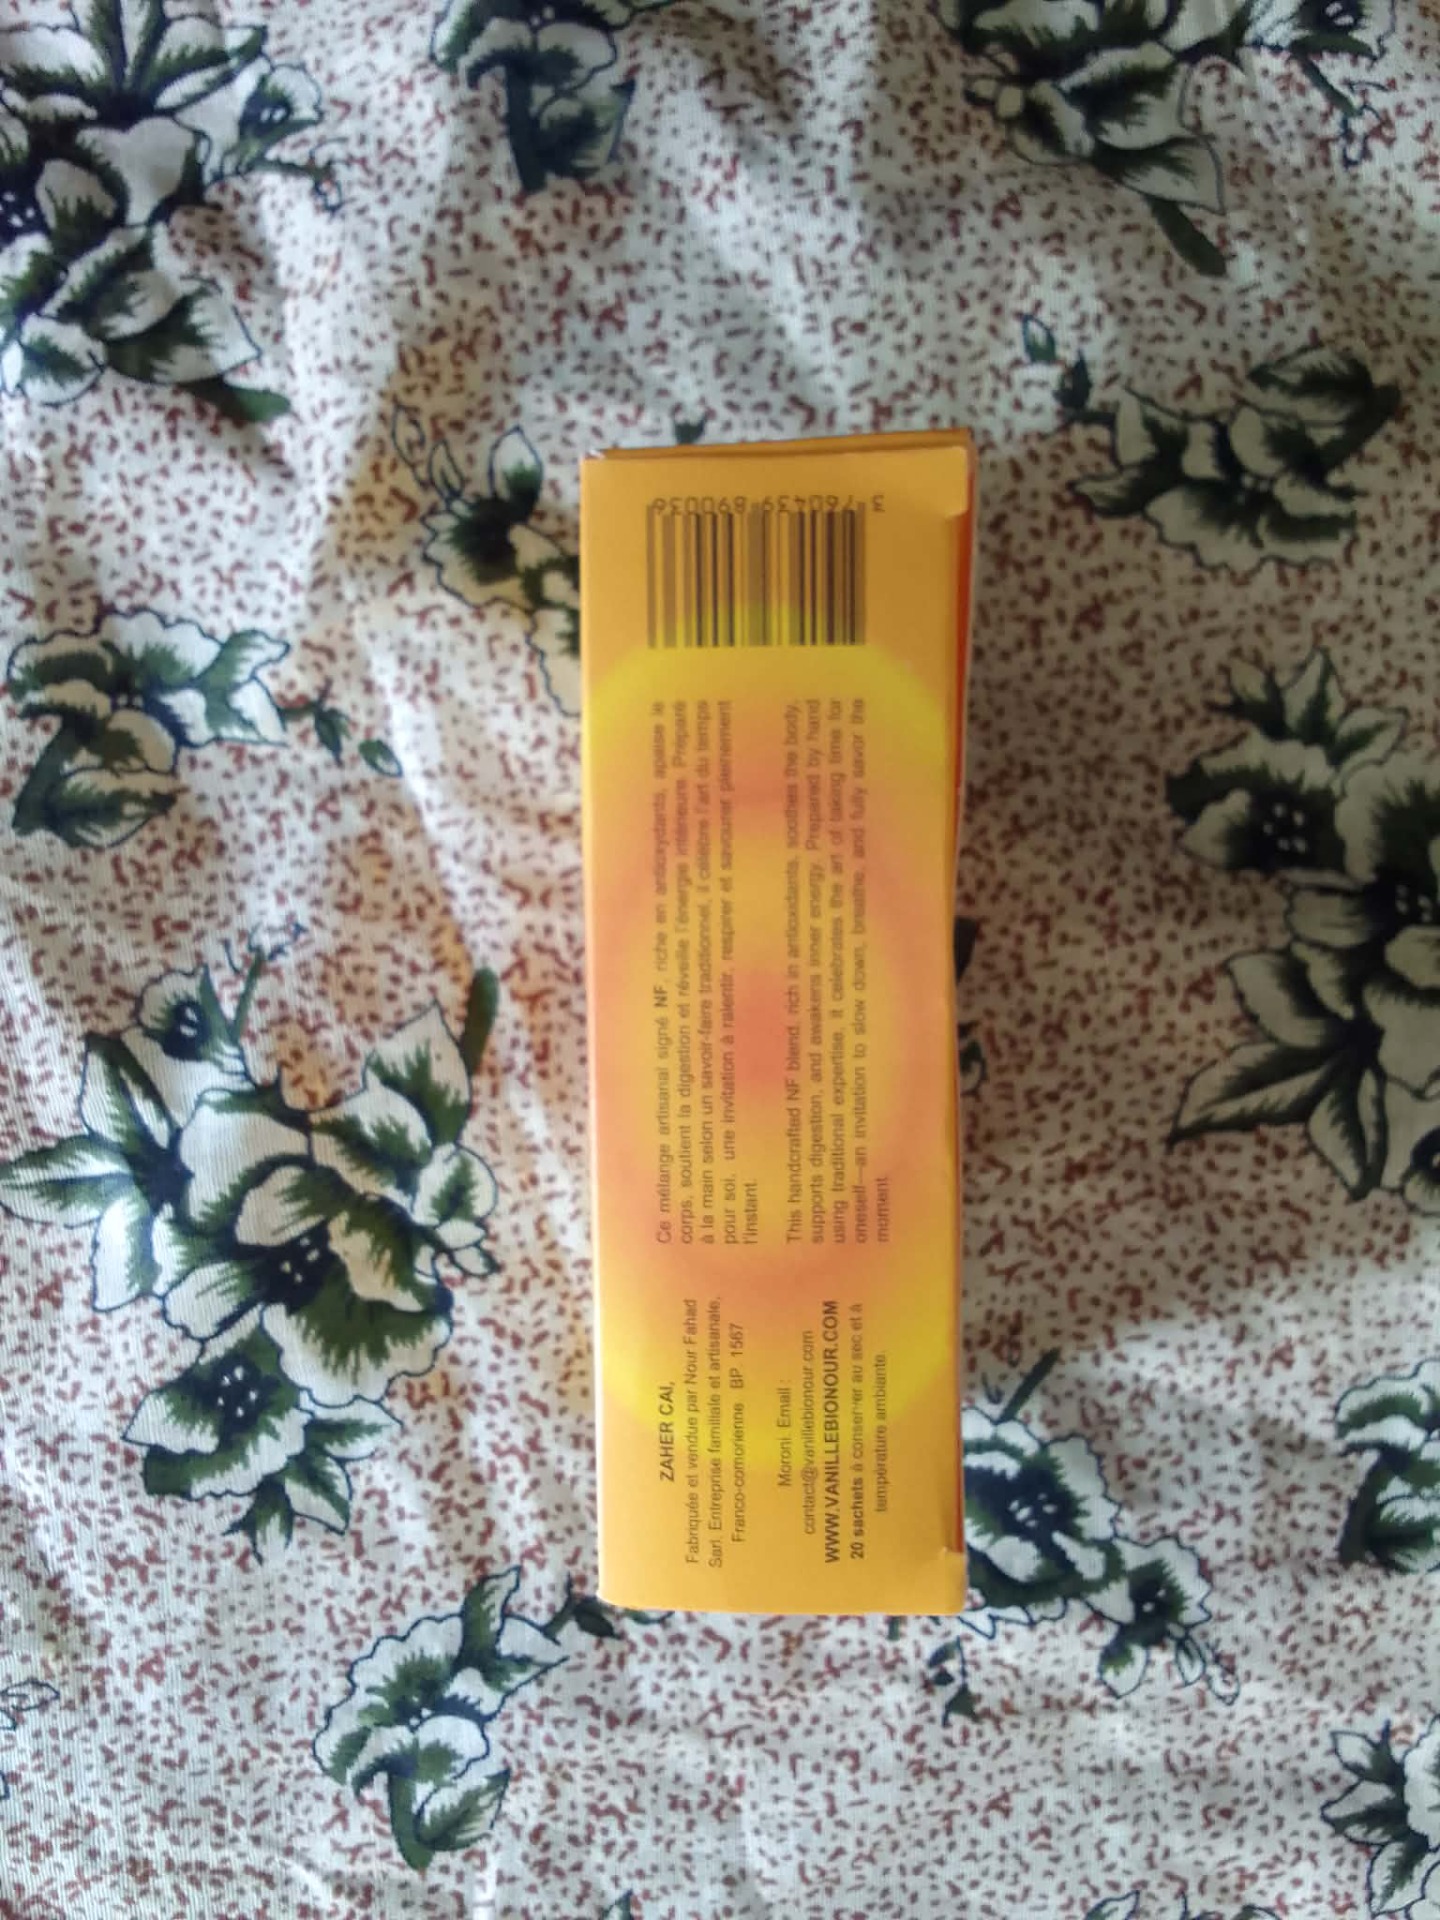 ZAHER CAI,
Fabriquée et vendue par Nour Fahad
Sarl. Entreprise familiale et artisanale,
Franco-comorienne BP 1567
Moroni. Email :
contact@vanillebionour.com
WWW.VANILLEBIONOUR.COM
20 sachets à conserver au sec et à
température ambiante.
Ce mélange artisanal signé NF, riche en antioxydants, apaise le
corps, soutient la digestion et réveille l'énergie intérieure. Préparé
à la main selon un savoir-faire traditionnel, il célèbre l'art du temps
pour soi, une invitation à ralentir, respirer et savourer pleinement
l'instant.
This handcrafted NF blend, rich in antioxidants, soothes the body,
supports digestion, and awakens inner energy. Prepared by hand
using traditional expertise, it celebrates the art of taking time for
oneself—an invitation to slow down, breathe, and fully savor the
moment
3 760439 890036